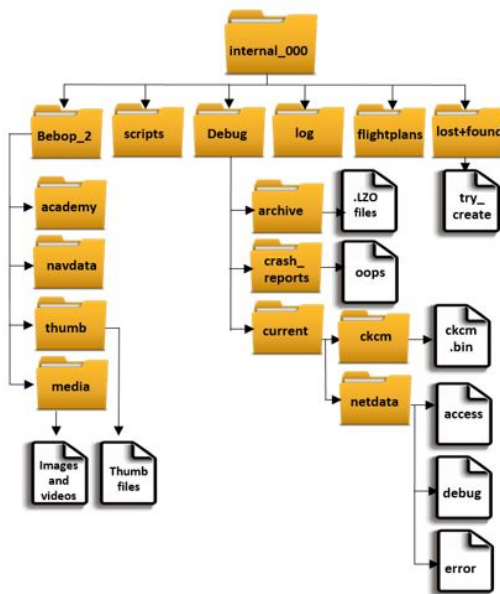 internal_000
Bebop_2
scripts
Debug
log
flightplans
lost+found
academy
archive
.LZO
files
try_
create
navdata
crash_
reports
oops
thumb
current
ckcm
ckcm
.bin
media
netdata
access
Images
and
videos
Thumb
files
debug
error